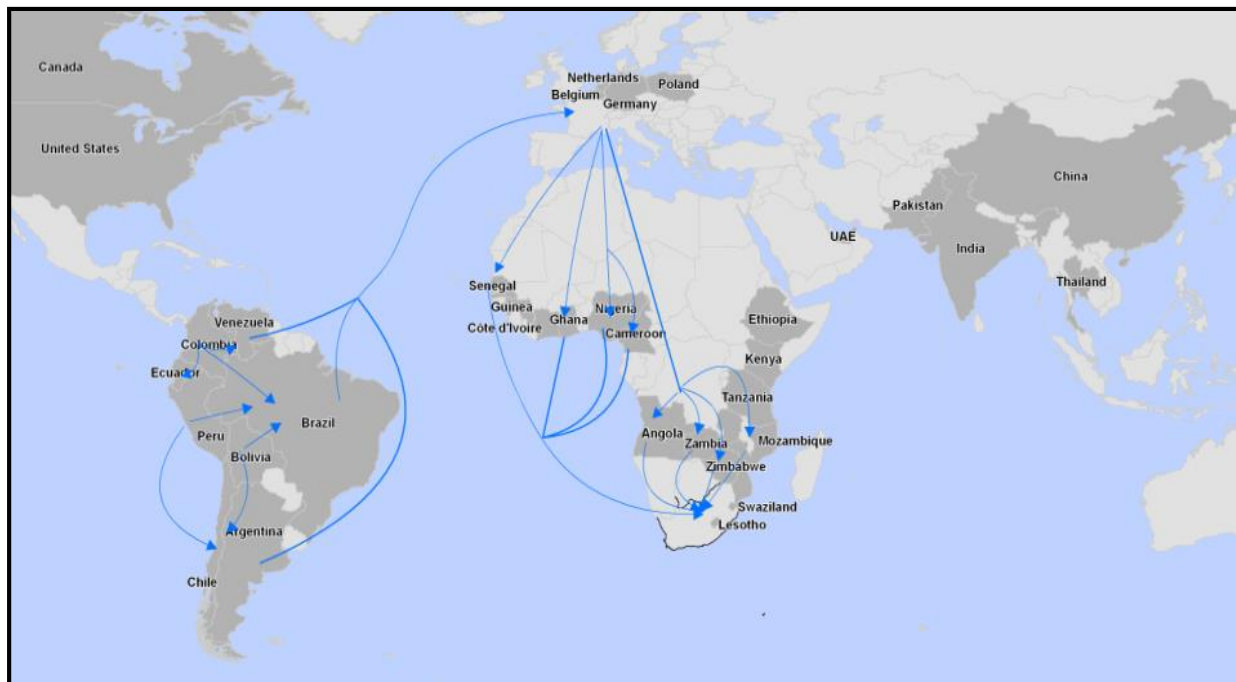 Canada
United States
Netherlands
Poland
Belgium
Germany
China
Pakistan
India
UAE
Thailand
Senegal
Guinea
Côte d'Ivoire
Ghana
Nigeria
Cameroon
Ethiopia
Kenya
Tanzania
Venezuela
Colombia
Ecuador
Brazil
Peru
Bolivia
Argentina
Chile
Angola
Zambia
Mozambique
Zimbabwe
Swaziland
Lesotho